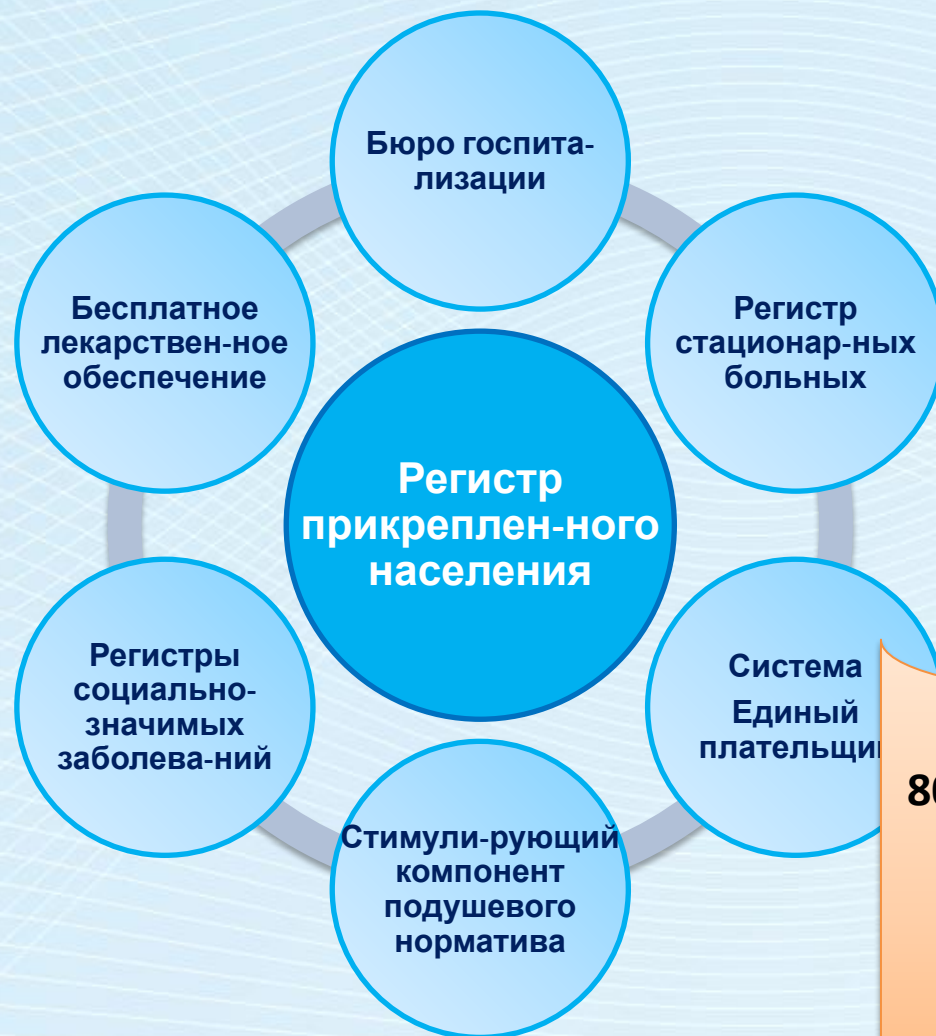 Бюро госпита-
лизации
Бесплатное
лекарствен-ное
обеспечение
Регистр
стационар-ных
больных
Регистр
прикреплен-ного
населения
Регистры
социально-
значимых
заболева-ний
Система
Единый
Стимули-рующий
компонент
подушевого
норматива